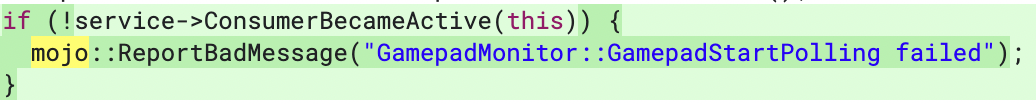 if (!service->ConsumerBecameActive(this)) {
mojo::ReportBadMessage("GamepadMonitor::GamepadStartPolling failed");
}